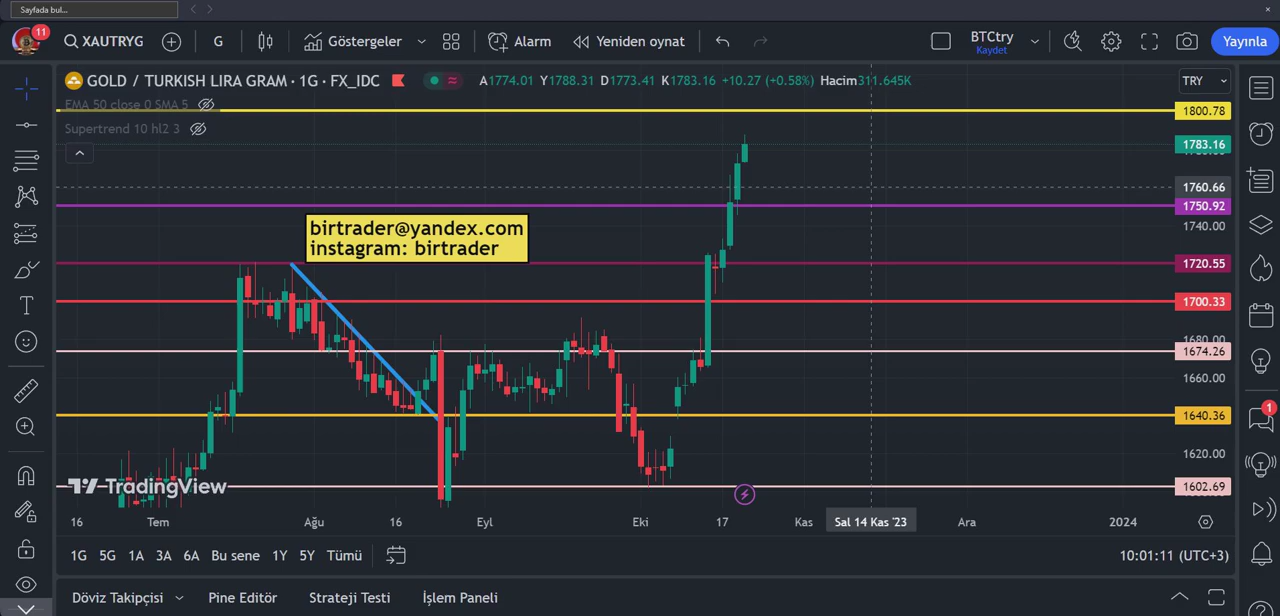 Sayfada bul...
11
XAUTRYG
G
Göstergeler
Alarm
Yeniden oynat
BTCtry
Kaydet
Yayınla
GOLD / TURKISH LIRA GRAM · 1G · FX_IDC
A1774.01 Y1788.31 D1773.41 K1783.16 +10.27 (+0.58%) Hacim311.645K
TRY
EMA 50 close 0 SMA 5
Supertrend 10 hl2 3
1800.78
1783.16
1760.66
1750.92
1740.00
birtrader@yandex.com
instagram: birtrader
1720.55
1700.33
1680.00
1674.26
1660.00
1640.36
1
1620.00
1602.69
TradingView
16 Tem Ağu 16 Eyl Eki 17 Kas Sal 14 Kas '23 Ara 2024
1G 5G 1A 3A 6A Bu sene 1Y 5Y Tümü
10:01:11 (UTC+3)
Döviz Takipçisi Pine Editör Strateji Testi İşlem Paneli